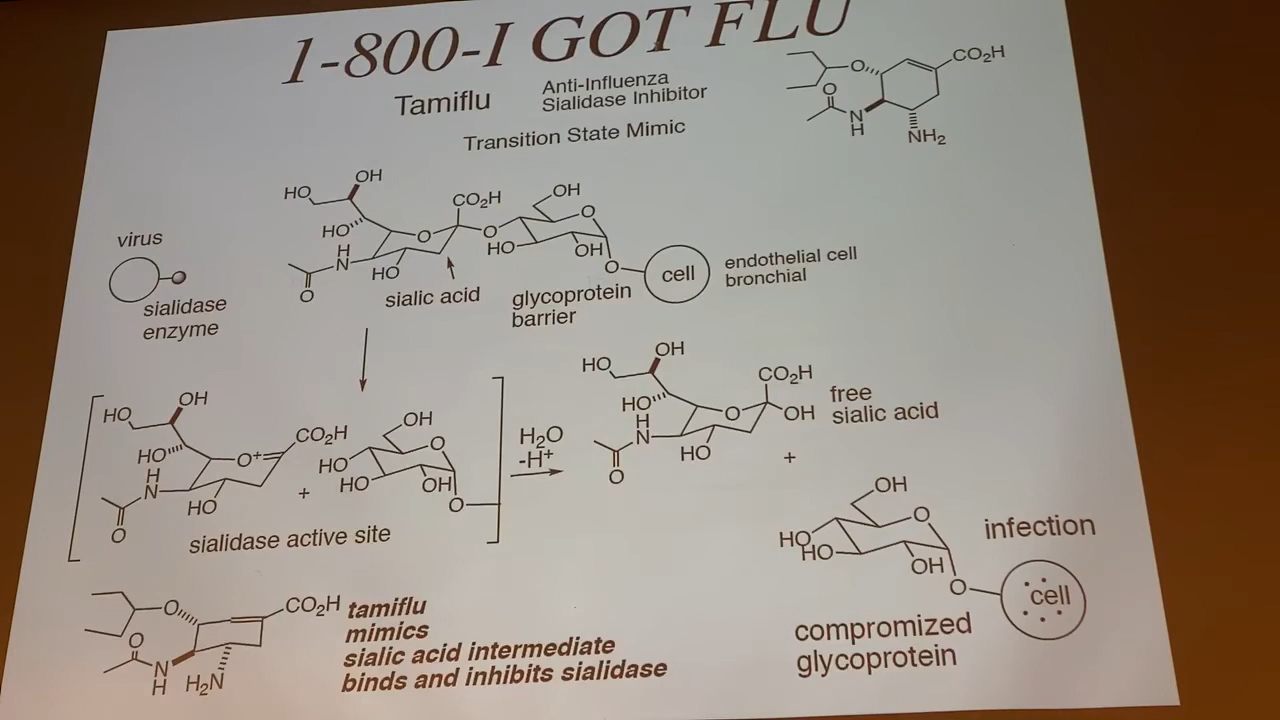 1-800-I GOT FLU
Tamiflu
Anti-Influenza
Sialidase Inhibitor
Transition State Mimic
O
CO₂H
O
N
H
NH₂
HO
OH
HO
CO₂H
O
O
OH
O
HO
OH
O
H
N
HO
O
virus
sialidase
enzyme
sialic acid
glycoprotein
barrier
cell
endothelial cell
bronchial
HO
OH
HO
O+
CO₂H
H
N
HO
O
+
OH
O
HO
HO
OH
O
sialidase active site
H₂O
-H+
HO
OH
HO
O
CO₂H
OH
H
N
HO
O
free
sialic acid
+
OH
O
HO
HO
OH
O
infection
cell
compromized
glycoprotein
O
CO₂H
O
N
H
H₂N
tamiflu
mimics
sialic acid intermediate
binds and inhibits sialidase